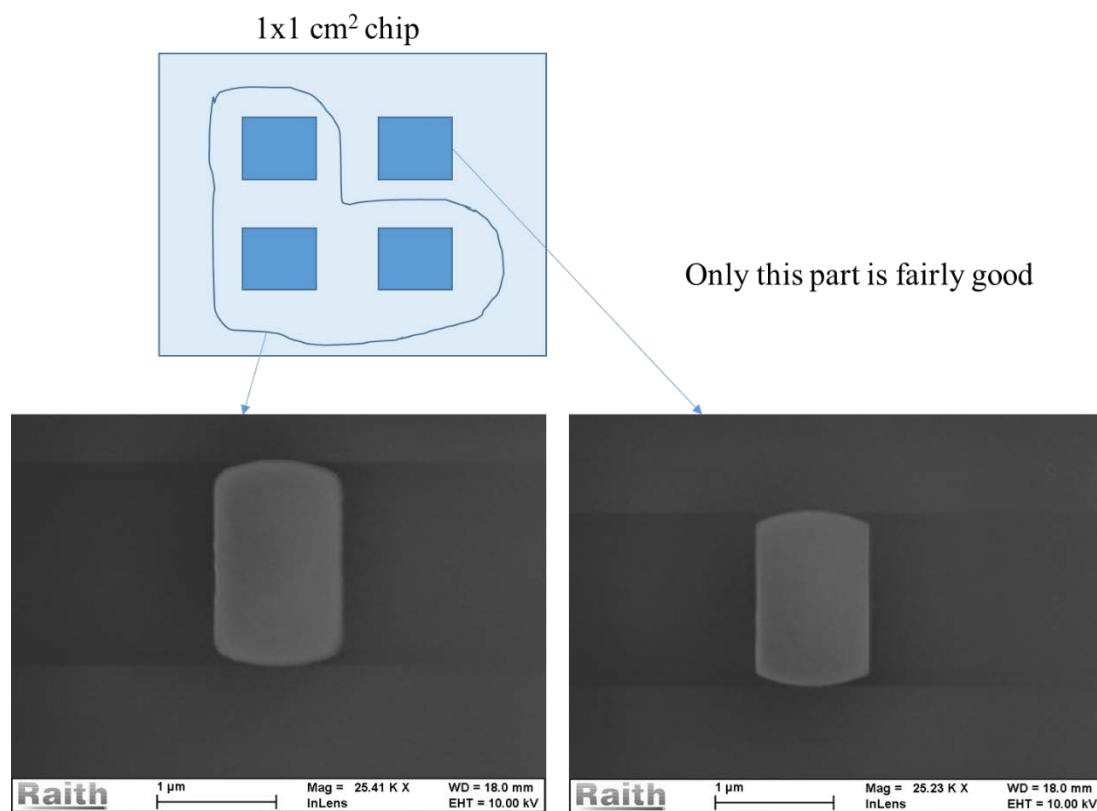 1x1 cm² chip
Only this part is fairly good
Raith
1 µm
Mag = 25.41 K X
WD = 18.0 mm
InLens
EHT = 10.00 kV
Raith
1 µm
Mag = 25.23 K X
WD = 18.0 mm
InLens
EHT = 10.00 kV